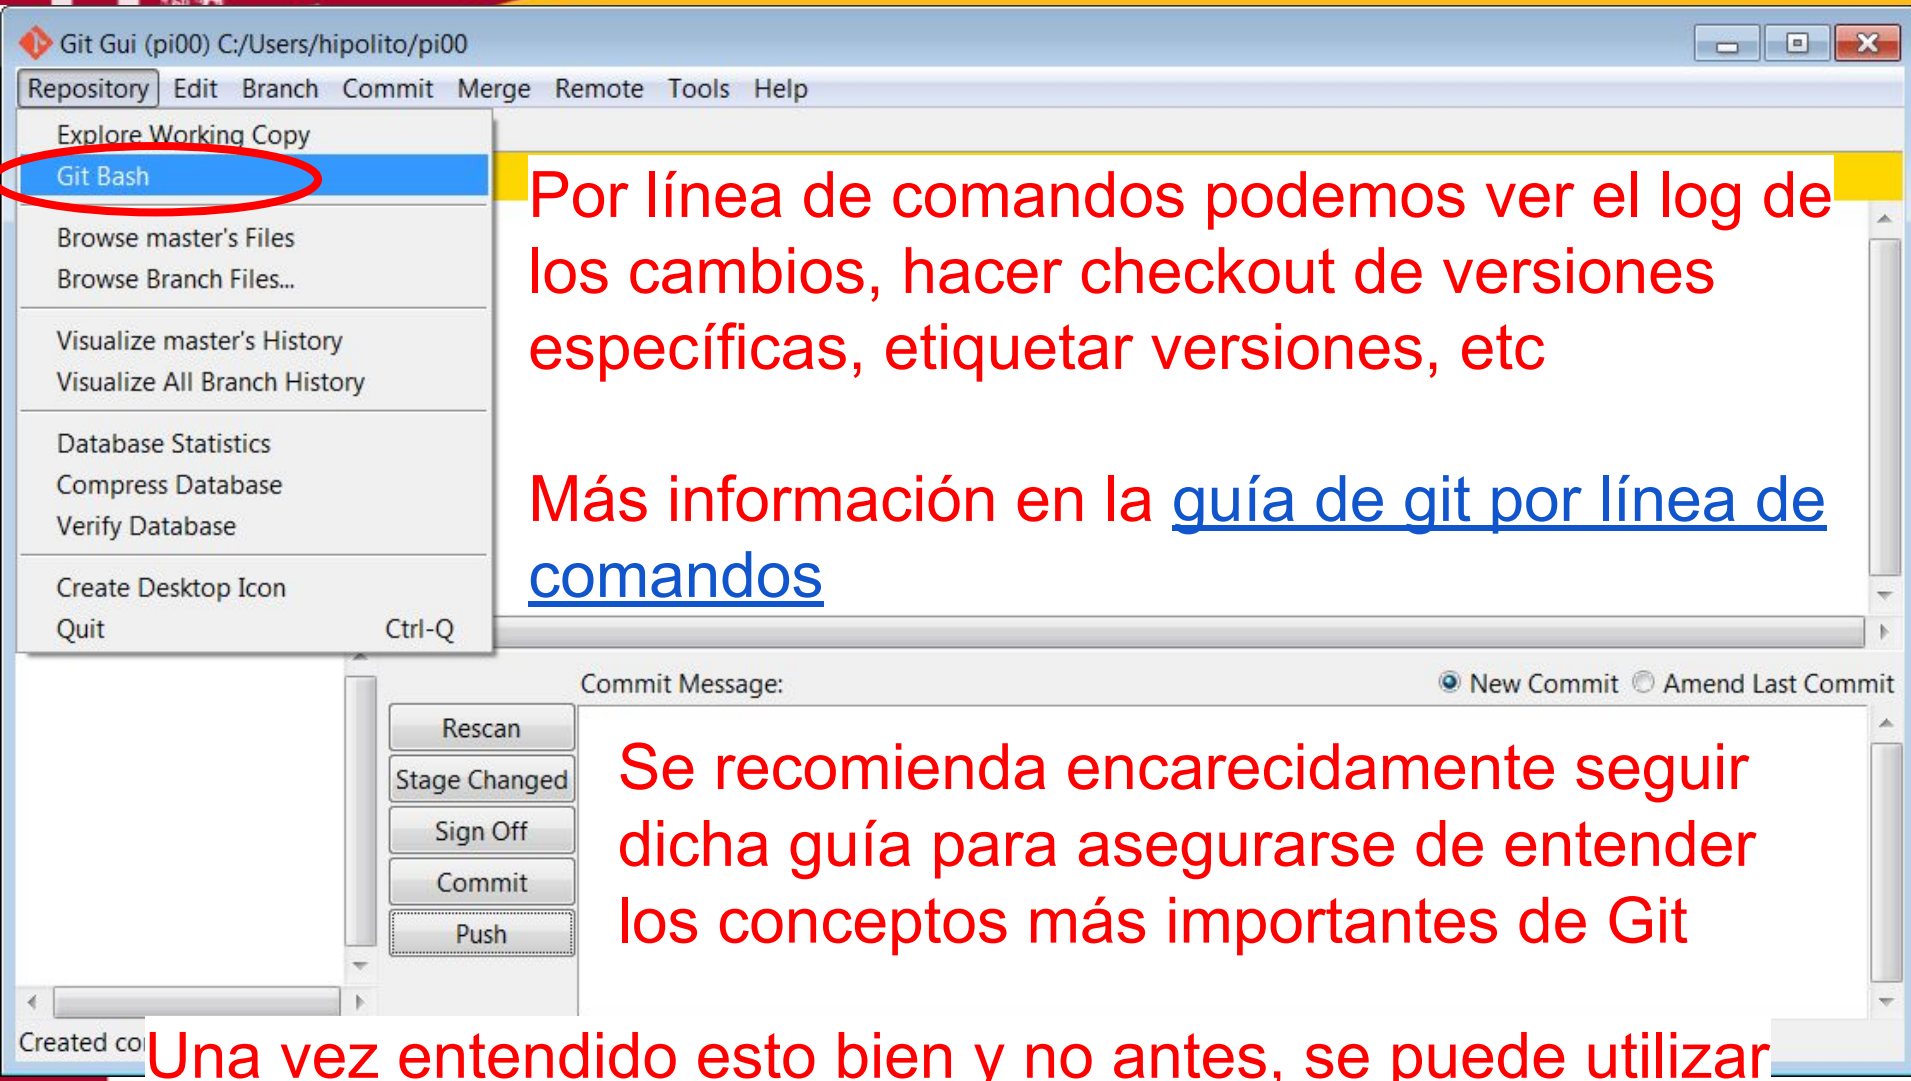 Git Gui (pi00) C:/Users/hipolito/pi00
Repository Edit Branch Commit Merge Remote Tools Help
Explore Working Copy
Git Bash
Browse master's Files
Browse Branch Files...
Visualize master's History
Visualize All Branch History
Database Statistics
Compress Database
Verify Database
Create Desktop Icon
Quit Ctrl-Q
Por línea de comandos podemos ver el log de
los cambios, hacer checkout de versiones
específicas, etiquetar versiones, etc
Más información en la guía de git por línea de
comandos
Commit Message:
New Commit Amend Last Commit
Rescan
Stage Changed
Sign Off
Commit
Push
Se recomienda encarecidamente seguir
dicha guía para asegurarse de entender
los conceptos más importantes de Git
Created
Una vez entendido esto bien y no antes, se puede utilizar